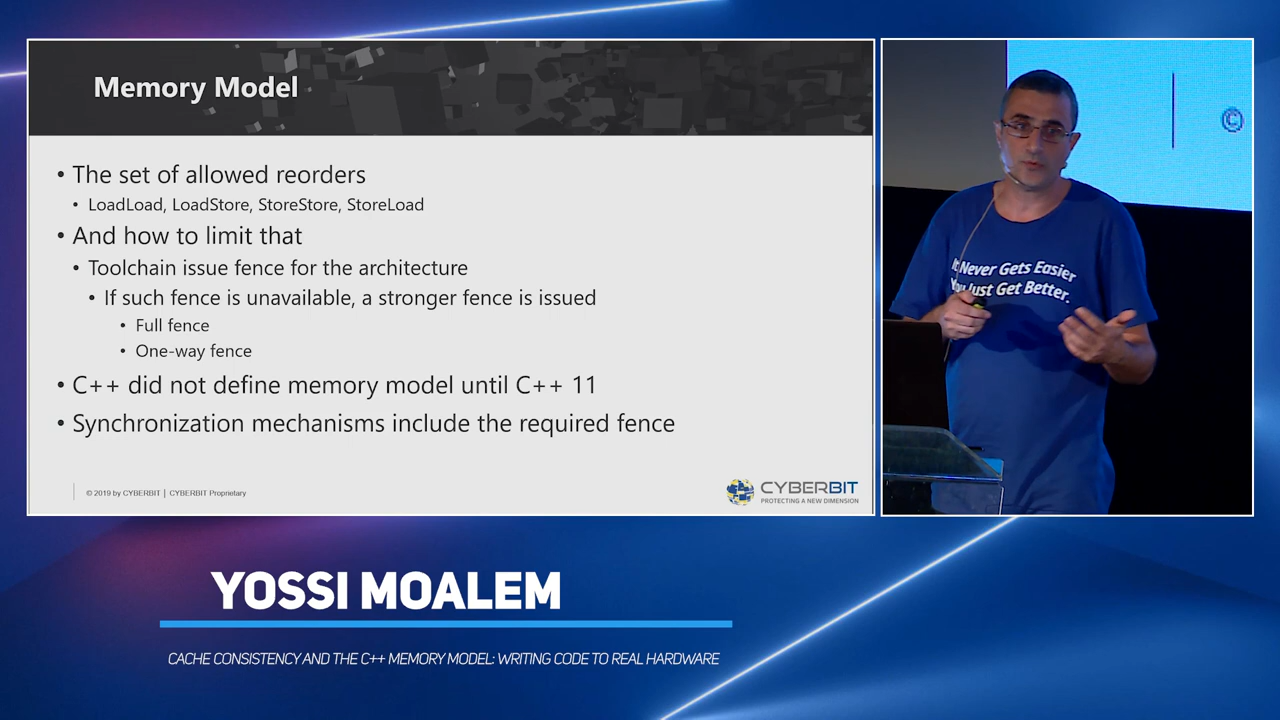 Memory Model
• The set of allowed reorders
• LoadLoad, LoadStore, StoreStore, StoreLoad
• And how to limit that
• Toolchain issue fence for the architecture
• If such fence is unavailable, a stronger fence is issued
• Full fence
• One-way fence
• C++ did not define memory model until C++ 11
• Synchronization mechanisms include the required fence
© 2019 by CYBERBIT | CYBERBIT Proprietary
CYBERBIT
PROTECTING A NEW DIMENSION
©
It Never Gets Easier
You Just Get Better.
YOSSI MOALEM
CACHE CONSISTENCY AND THE C++ MEMORY MODEL: WRITING CODE TO REAL HARDWARE